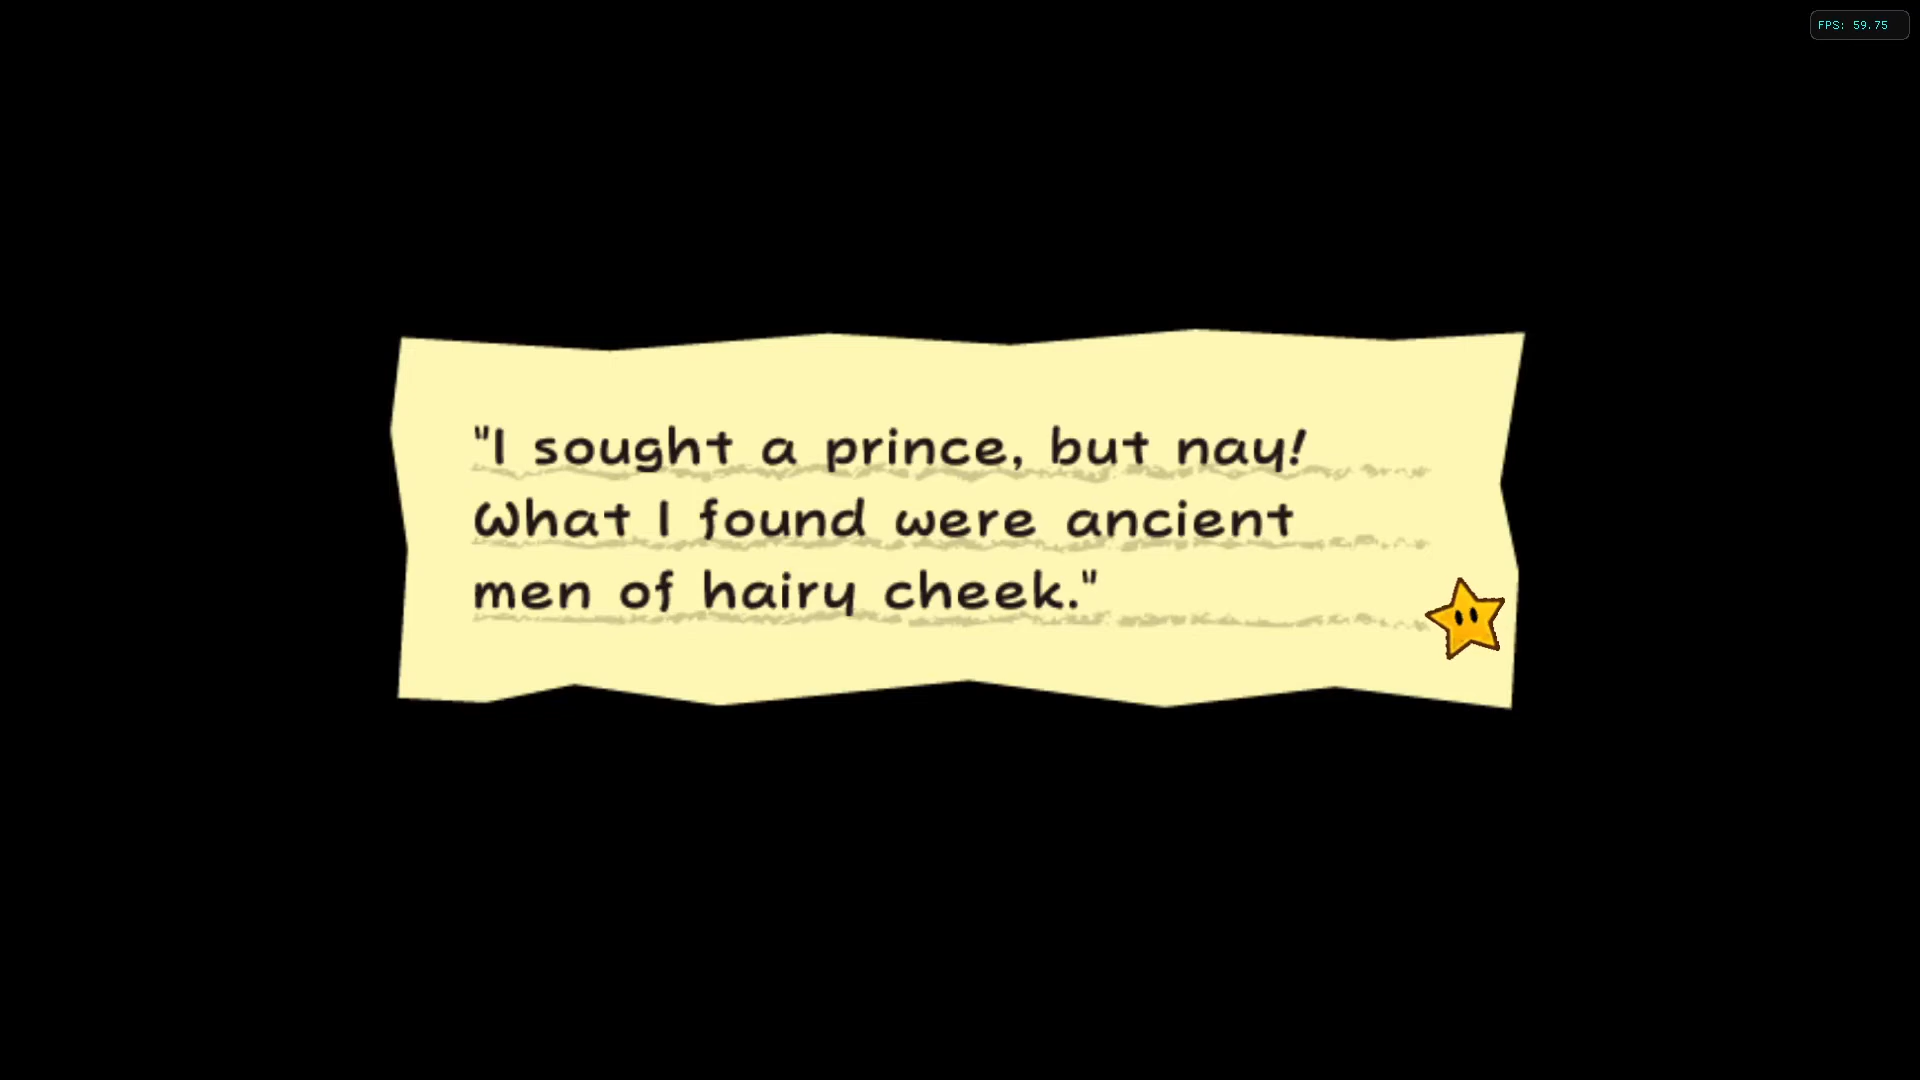 FPS: 59.75
"I sought a prince, but nay!
What I found were ancient
men of hairy cheek."